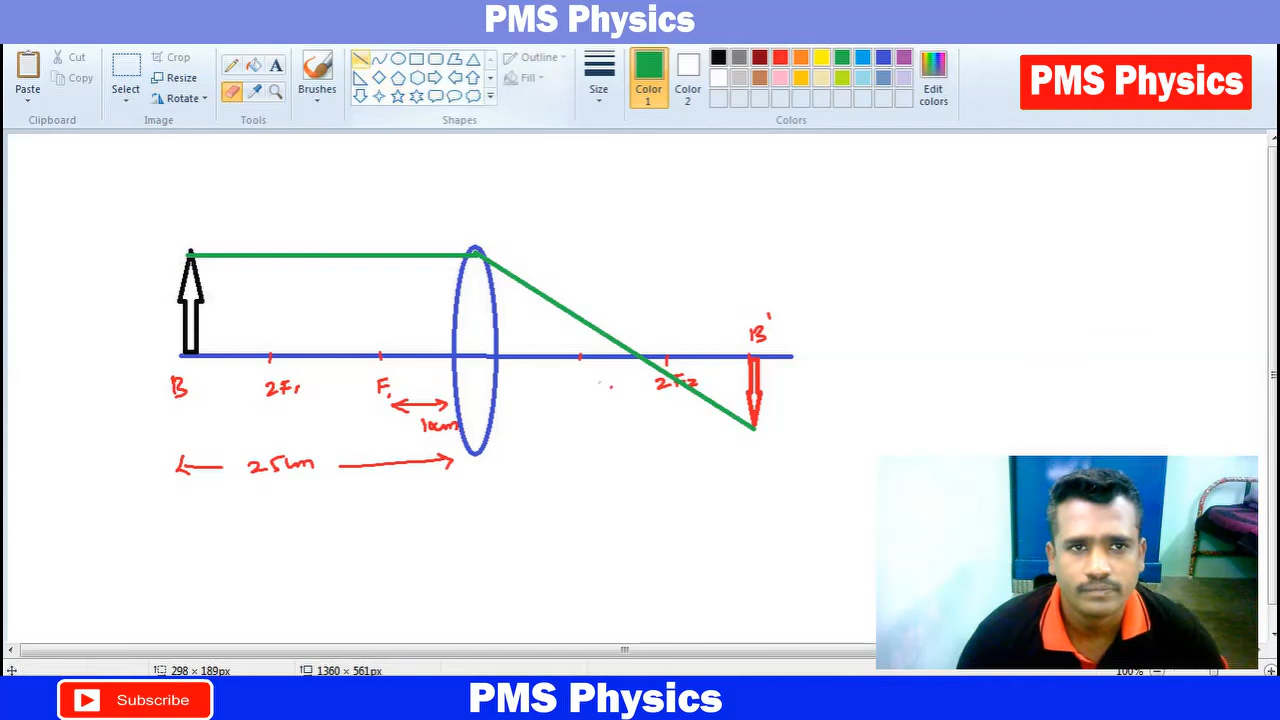 PMS Physics
Cut
Copy
Paste
Clipboard
Crop
Resize
Rotate
Select
Image
Tools
Brushes
Outline
Fill
Shapes
Size
Color 1
Color 2
Edit colors
Colors
PMS Physics
B'
B
2F1
F1
2F2
10cm
25cm
298 × 189px
1360 × 561px
100%
Subscribe
PMS Physics